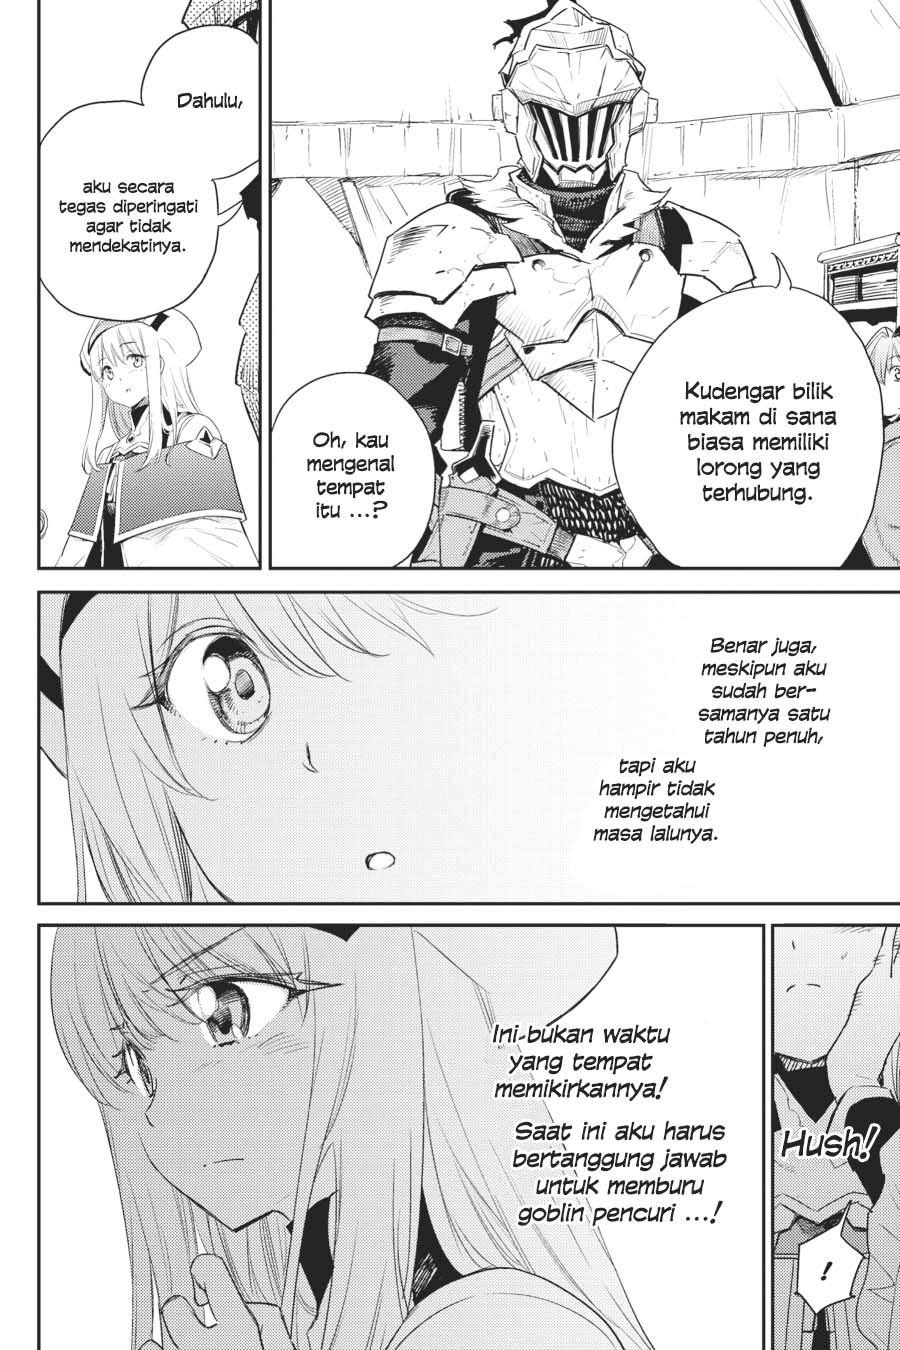 Kudengar bilik
makam di sana
biasa memiliki
lorong yang
terhubung.
Oh, kau
mengenal
tempat
itu ...?
Dahulu,
aku secara
tegas diperingati
agar tidak
mendekatinya.
Benar juga,
meskipun aku
sudah ber-
samanya satu
tahun penuh,
tapi aku
hampir tidak
mengetahui
masa lalunya.
Hush!
!
Ini bukan waktu
yang tempat
memikirkannya!
Saat ini aku harus
bertanggung jawab
untuk memburu
goblin pencuri ...!